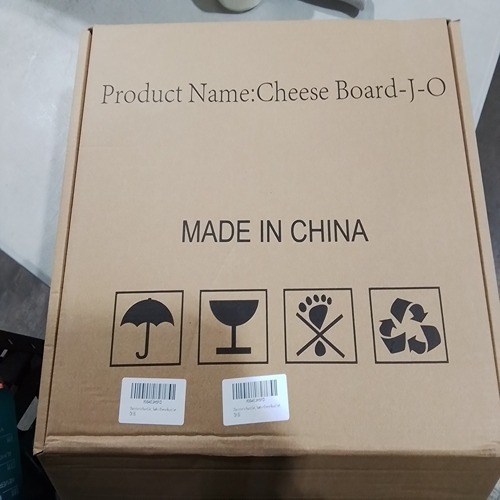 Product Name:Cheese Board-J-O
MADE IN CHINA